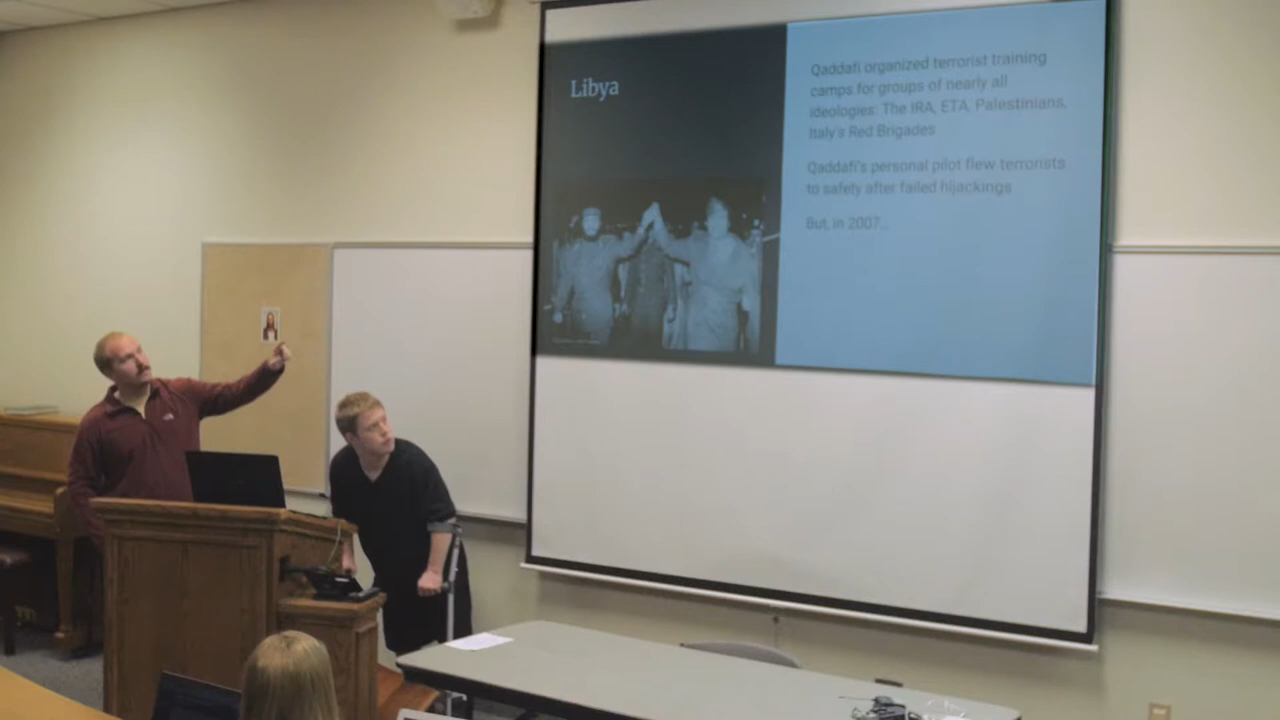 Libya
Qaddafi organized terrorist training
camps for groups of nearly all
ideologies: The IRA, ETA, Palestinians,
Italy's Red Brigades
Qaddafi's personal pilot flew terrorists
to safety after failed hijackings
But, in 2007...